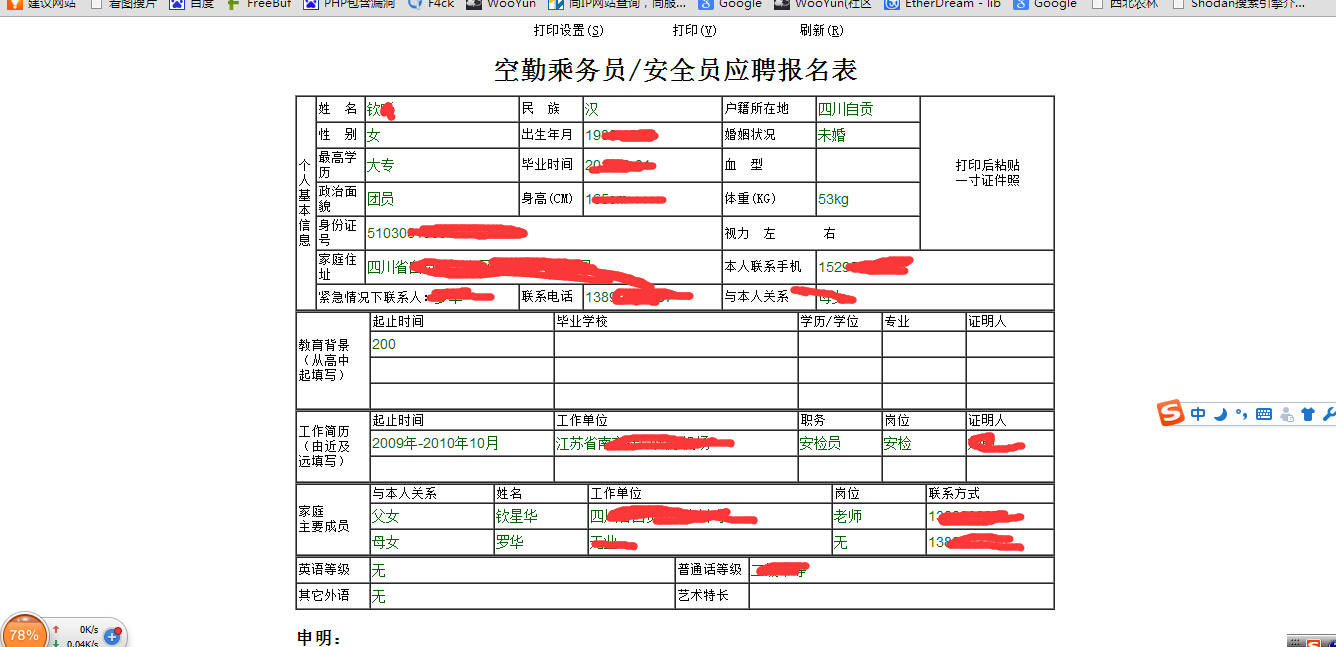 建议网站 看图搜片 百度 FreeBuf PHP包含漏洞 F4ck WooYun 同IP网站查询，同服... Google WooYun(社区 EtherDream - lib Google 西北农林 Shodan搜索引擎介...
打印设置(S) 打印(V) 刷新(R)
空勤乘务员/安全员应聘报名表
个人基本信息
姓 名 钦 民 族 汉 户籍所在地 四川自贡
性 别 女 出生年月 19 婚姻状况 未婚
最高学历 大专 毕业时间 20 血 型
政治面貌 团员 身高(CM) 1 体重(KG) 53kg
打印后粘贴
一寸证件照
身份证号 51030 视力 左 右
家庭住址 四川省自 本人联系手机 1529
紧急情况下联系人: 联系电话 1389 与本人关系
教育背景
（从高中
起填写）
起止时间 毕业学校 学历/学位 专业 证明人
200
工作简历
（由近及
远填写）
起止时间 工作单位 职务 岗位 证明人
2009年-2010年10月 江苏省南 安检员 安检
家庭
主要成员
与本人关系 姓名 工作单位 岗位 联系方式
父女 钦星华 四川 老师 13
母女 罗华 无业 无 138
英语等级 无 普通话等级
其它外语 无 艺术特长
申明:
中
78% 0K/s
0.04K/s